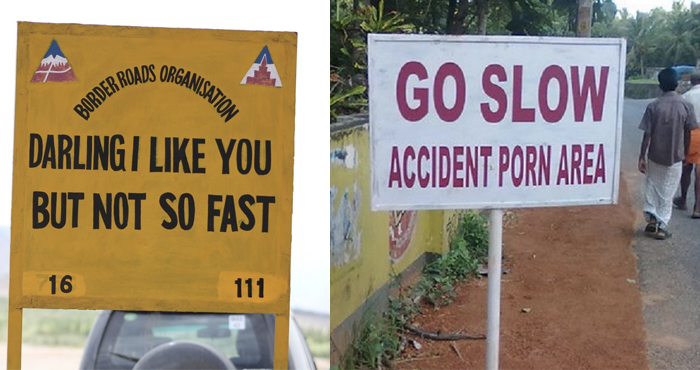 BORDER ROADS ORGANISATION
DARLING I LIKE YOU
BUT NOT SO FAST
16 111
GO SLOW
ACCIDENT PORN AREA